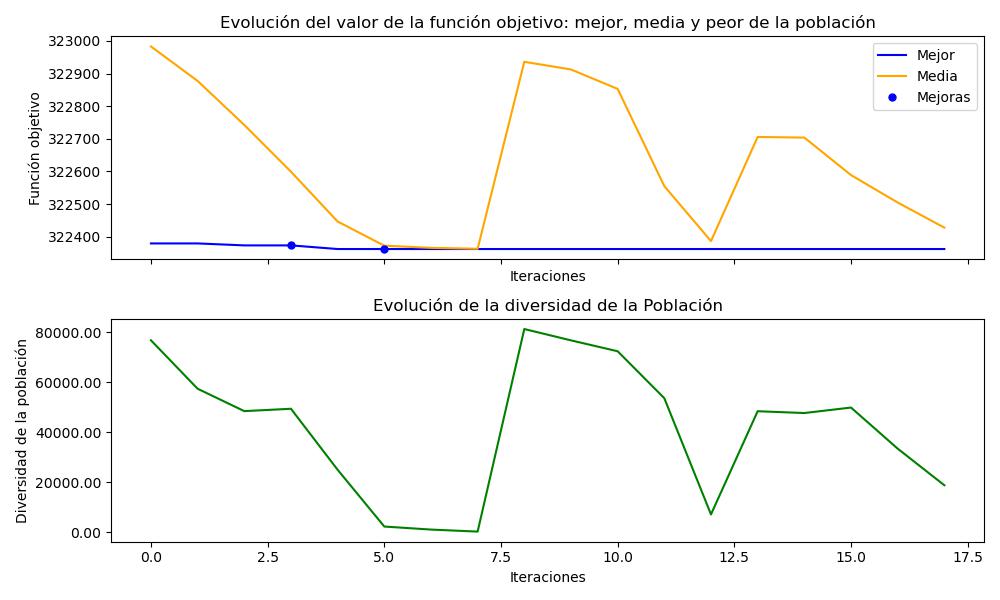 Evolución del valor de la función objetivo: mejor, media y peor de la población
323000
322900
322800
322700
322600
322500
322400
Función objetivo
Mejor
Media
Mejoras
Iteraciones
Evolución de la diversidad de la Población
80000.00
60000.00
40000.00
20000.00
0.00
Diversidad de la población
0.0 2.5 5.0 7.5 10.0 12.5 15.0 17.5
Iteraciones